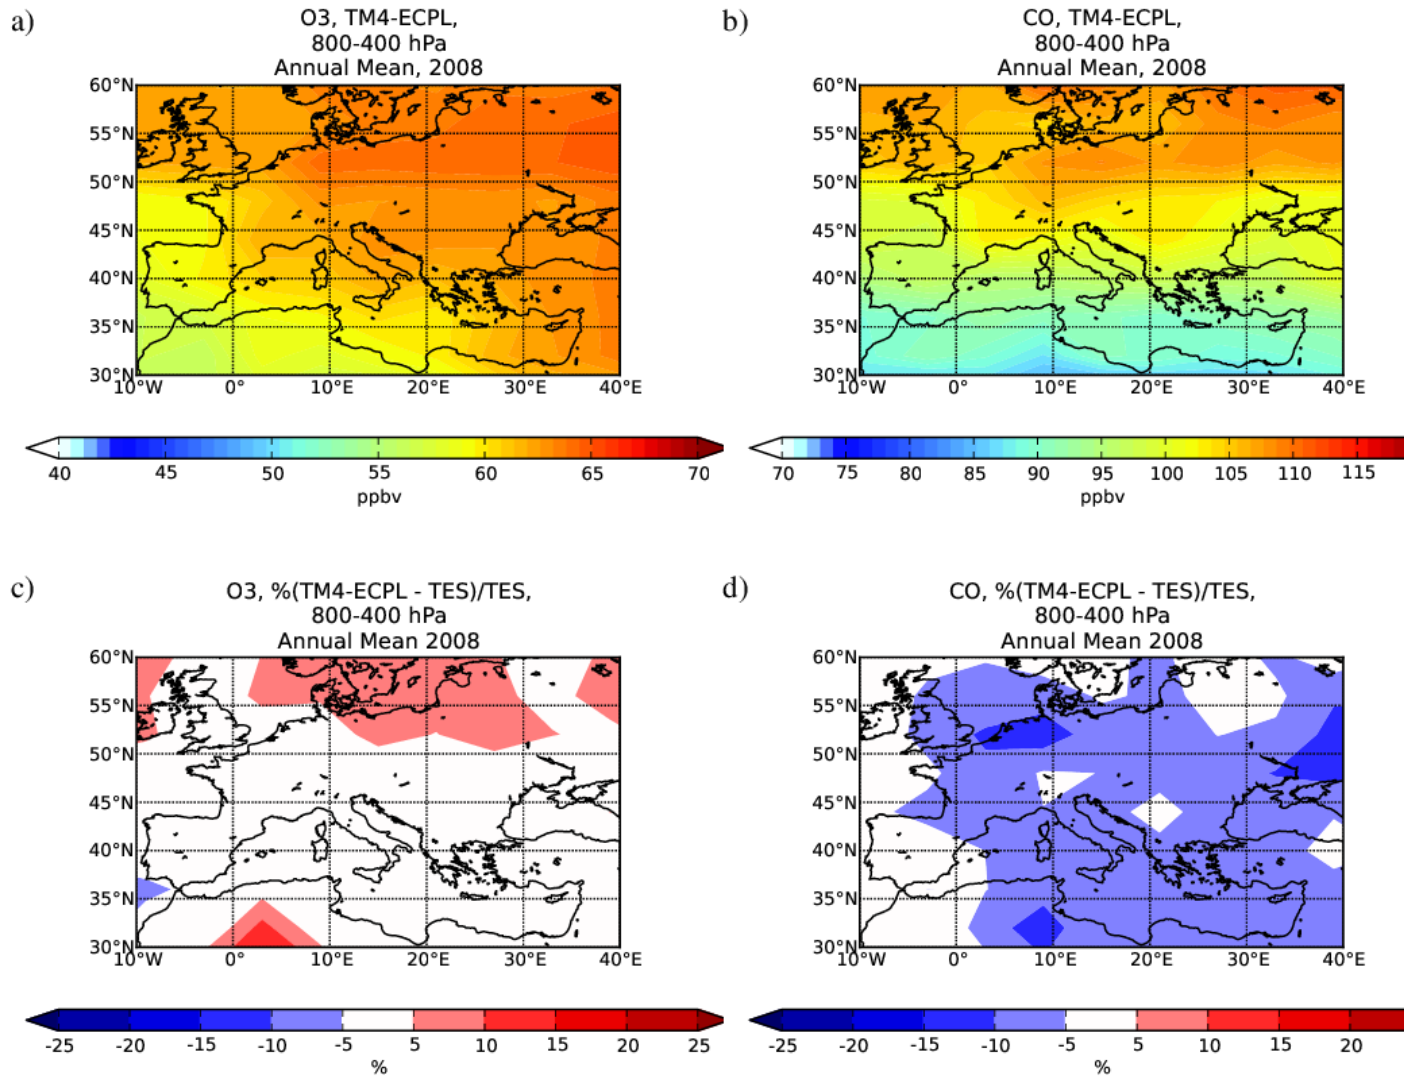 a)
O3, TM4-ECPL,
800-400 hPa
Annual Mean, 2008
60°N
55°N
50°N
45°N
40°N
35°N
30°N
10°W 0° 10°E 20°E 30°E 40°E
40 45 50 55 60 65 70
ppbv
b)
CO, TM4-ECPL,
800-400 hPa
Annual Mean, 2008
60°N
55°N
50°N
45°N
40°N
35°N
30°N
10°W 0° 10°E 20°E 30°E 40°E
70 75 80 85 90 95 100 105 110 115
ppbv
c)
O3, %(TM4-ECPL - TES)/TES,
800-400 hPa
Annual Mean 2008
60°N
55°N
50°N
45°N
40°N
35°N
30°N
10°W 0° 10°E 20°E 30°E 40°E
-25 -20 -15 -10 -5 5 10 15 20 25
%
d)
CO, %(TM4-ECPL - TES)/TES,
800-400 hPa
Annual Mean 2008
60°N
55°N
50°N
45°N
40°N
35°N
30°N
10°W 0° 10°E 20°E 30°E 40°E
-25 -20 -15 -10 -5 5 10 15 20
%